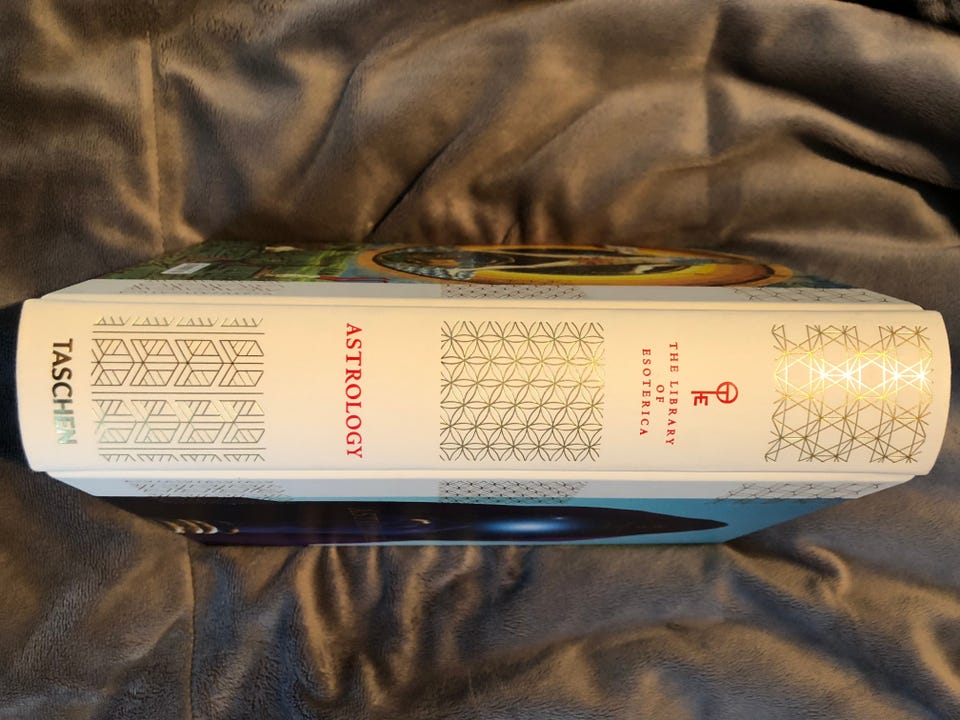 THE LIBRARY
OF
ESOTERICA
ASTROLOGY
TASCHEN